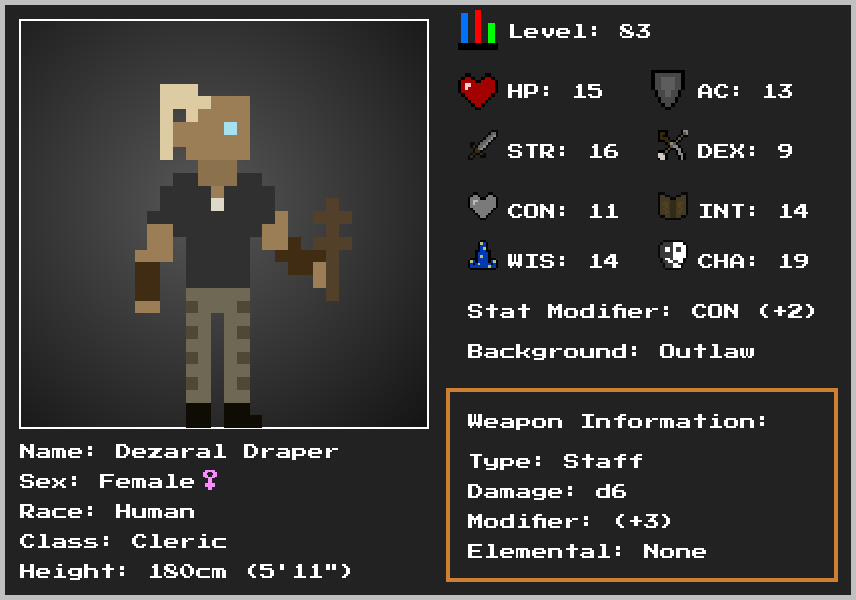 Level: 83
HP: 15 AC: 13
STR: 16 DEX: 9
CON: 11 INT: 14
WIS: 14 CHA: 19
Stat Modifier: CON (+2)
Background: Outlaw
Weapon Information:
Type: Staff
Damage: d6
Modifier: (+3)
Elemental: None
Name: Dezaral Draper
Sex: Female♀
Race: Human
Class: Cleric
Height: 180cm (5'11")